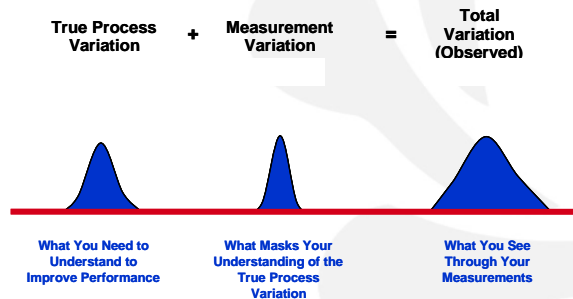 True Process
Variation
+
Measurement
Variation
=
Total
Variation
(Observed)
What You Need to
Understand to
Improve Performance
What Masks Your
Understanding of the
True Process
Variation
What You See
Through Your
Measurements